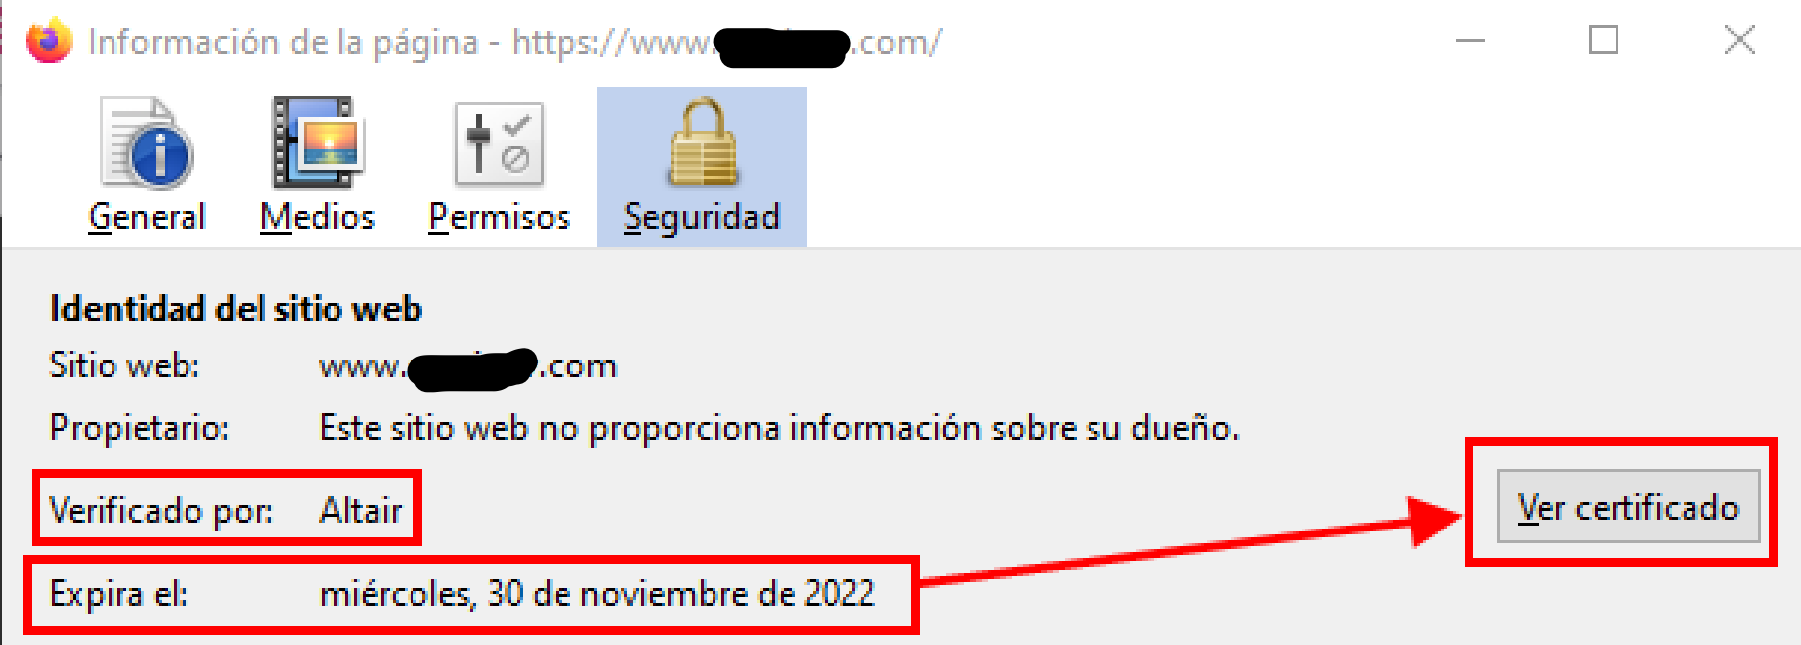 Información de la página - https://www. .com/
General Medios Permisos Seguridad
Identidad del sitio web
Sitio web: www. .com
Propietario: Este sitio web no proporciona información sobre su dueño.
Verificado por: Altair
Ver certificado
Expira el: miércoles, 30 de noviembre de 2022